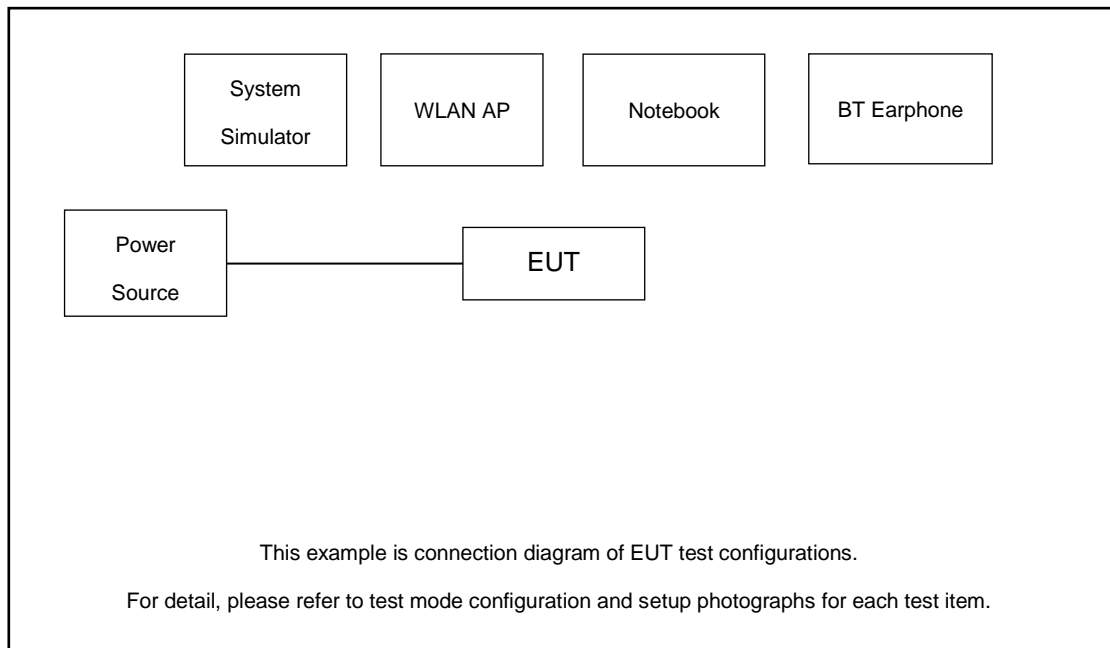 System
Simulator
WLAN AP
Notebook
BT Earphone
Power
Source
EUT
This example is connection diagram of EUT test configurations.
For detail, please refer to test mode configuration and setup photographs for each test item.